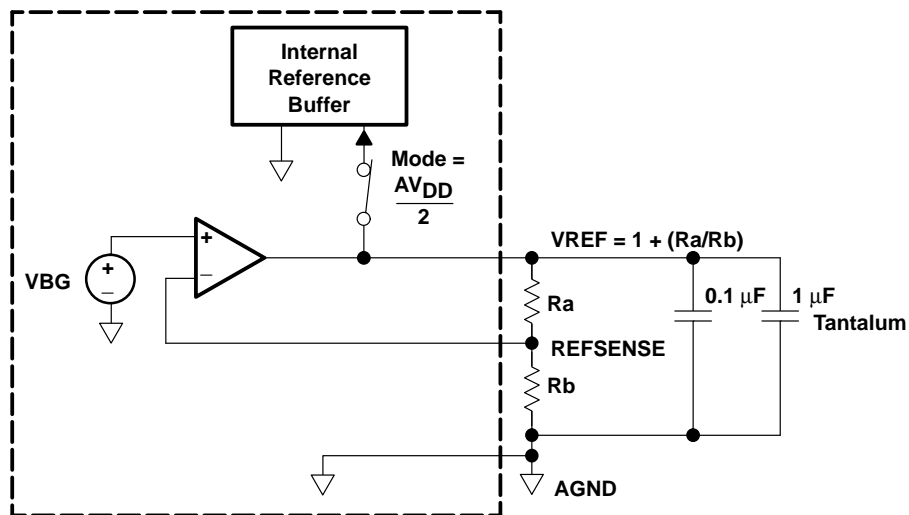 Internal
Reference
Buffer
Mode =
AVDD
2
+
−
VBG
+
−
VREF = 1 + (Ra/Rb)
Ra
0.1 μF
1 μF
Tantalum
REFSENSE
Rb
AGND